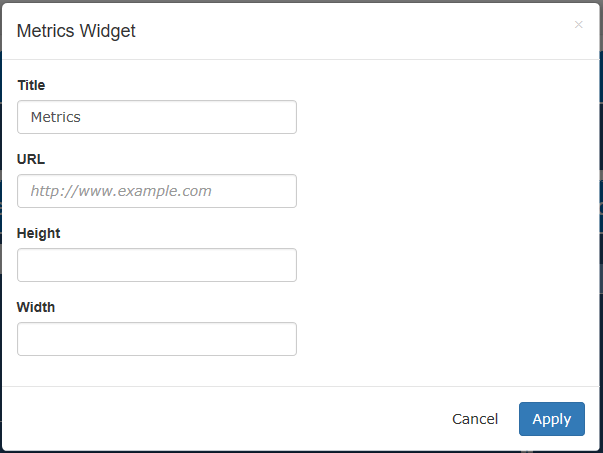 Metrics Widget
×
Title
Metrics
URL
http://www.example.com
Height
Width
Cancel Apply